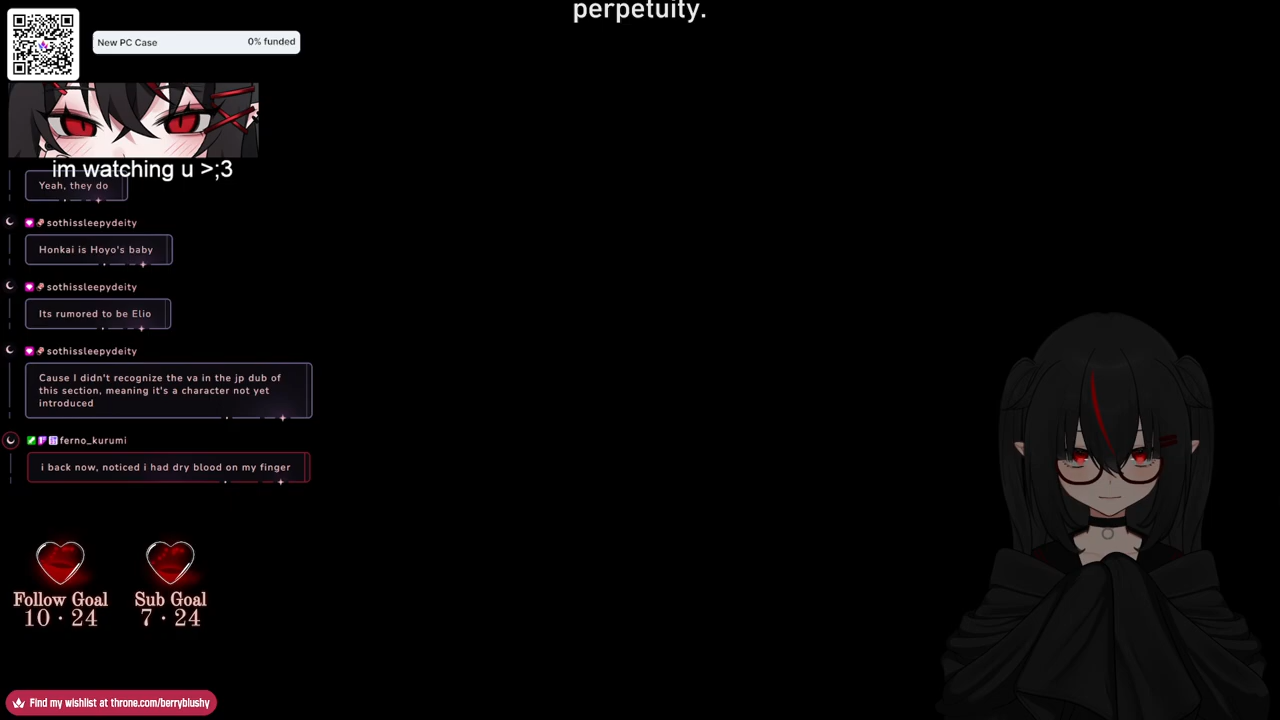 perpetuity.
New PC Case 0% funded
im watching u >;3
Yeah, they do
sothissleepydeity
Honkai is Hoyo's baby
sothissleepydeity
Its rumored to be Elio
sothissleepydeity
Cause I didn't recognize the va in the jp dub of
this section, meaning it's a character not yet
introduced
ferno_kurumi
i back now, noticed i had dry blood on my finger
Follow Goal
10 · 24
Sub Goal
7 · 24
Find my wishlist at throne.com/berryblushy